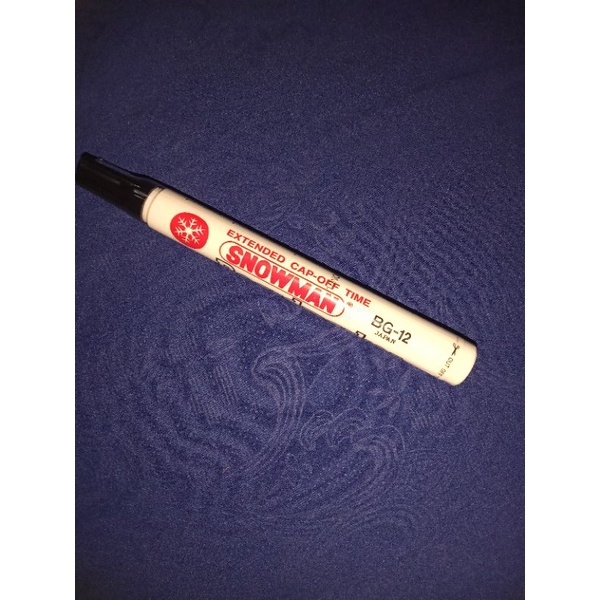 EXTENDED CAP-OFF TIME
SNOWMAN®
BG-12
JAPAN